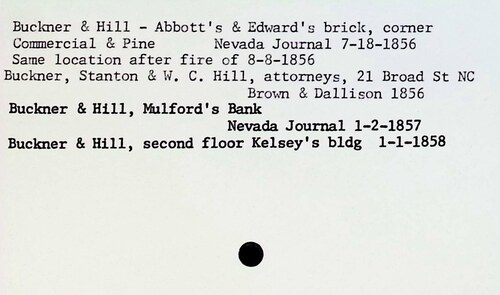 Buckner & Hill - Abbott's & Edward's brick, corner
Commercial & Pine Nevada Journal 7-18-1856
Same location after fire of 8-8-1856
Buckner, Stanton & W. C. Hill, attorneys, 21 Broad St NC
Brown & Dallison 1856
Buckner & Hill, Mulford's Bank
Nevada Journal 1-2-1857
Buckner & Hill, second floor Kelsey's bldg 1-1-1858